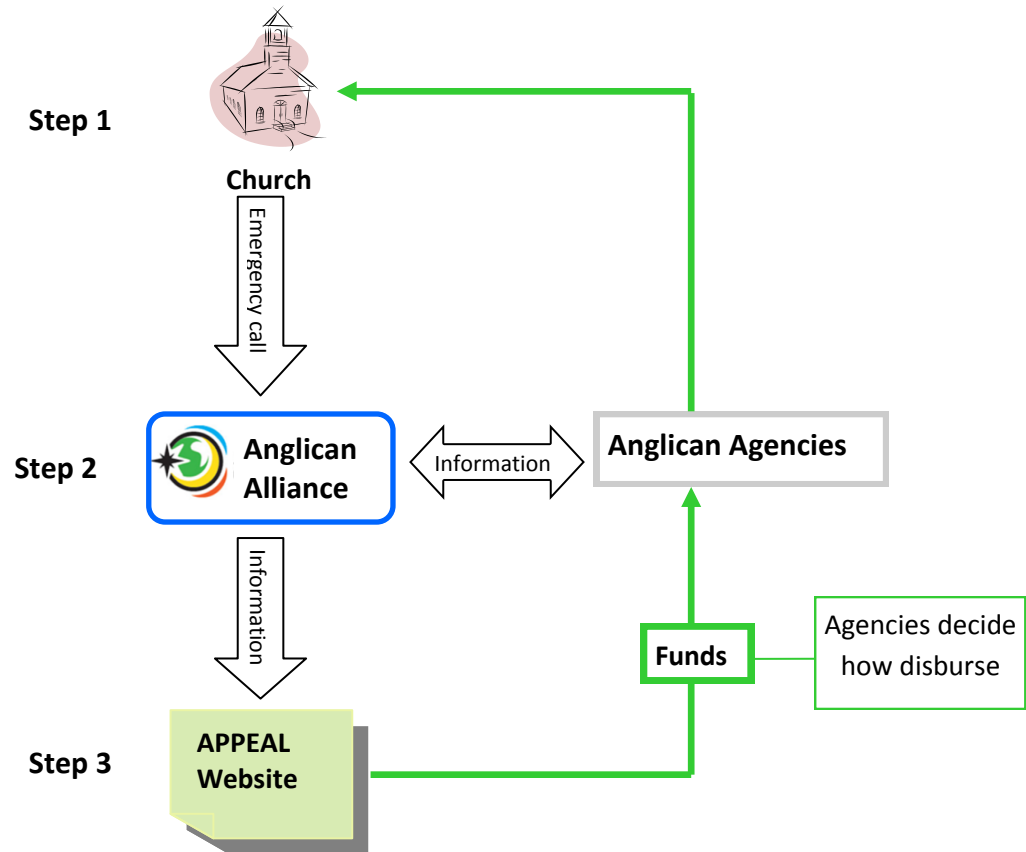 Step 1
Church
Emergency call
Step 2
Anglican
Alliance
Information
Anglican Agencies
Information
Funds
Agencies decide
how disburse
Step 3
APPEAL
Website